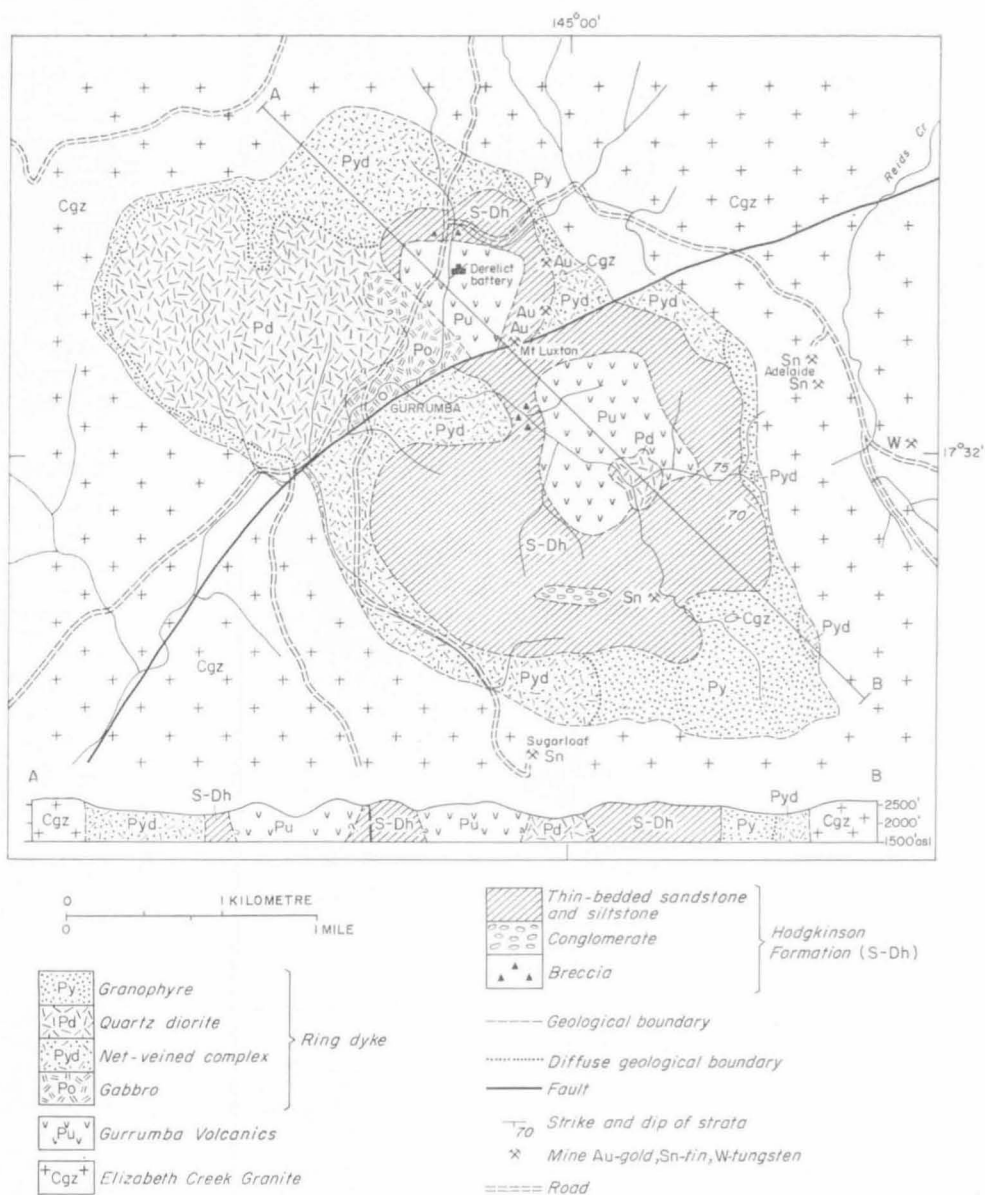 145°00'
A
Reids Cr
Pyd
Py
Cgz
S-Dh
Cgz
Derelict
battery
Au
Cgz
Pyd
Pyd
Pd
Pu
Au
Au
Mt Luxton
Po
Sn
Adelaide
Sn
GURRUMBA
Pyd
Pu
Pd
W
17°32'
75
Pyd
70
S-Dh
Sn
Cgz
Pyd
Cgz
Pyd
Py
B
Sugarloaf
Sn
A
B
S-Dh
Pyd
Cgz
Pyd
Pu
S-Dh
Pu
Pd
S-Dh
Py
Cgz
2500'
2000'
1500'asl
0 1 KILOMETRE
0 1 MILE
Py Granophyre
Pd Quartz diorite
Pyd Net-veined complex
Po Gabbro
Ring dyke
Pu Gurrumba Volcanics
Cgz Elizabeth Creek Granite
Thin-bedded sandstone
and siltstone
Conglomerate
Breccia
Hodgkinson
Formation (S-Dh)
Geological boundary
Diffuse geological boundary
Fault
70 Strike and dip of strata
Mine Au-gold, Sn-tin, W-tungsten
Road